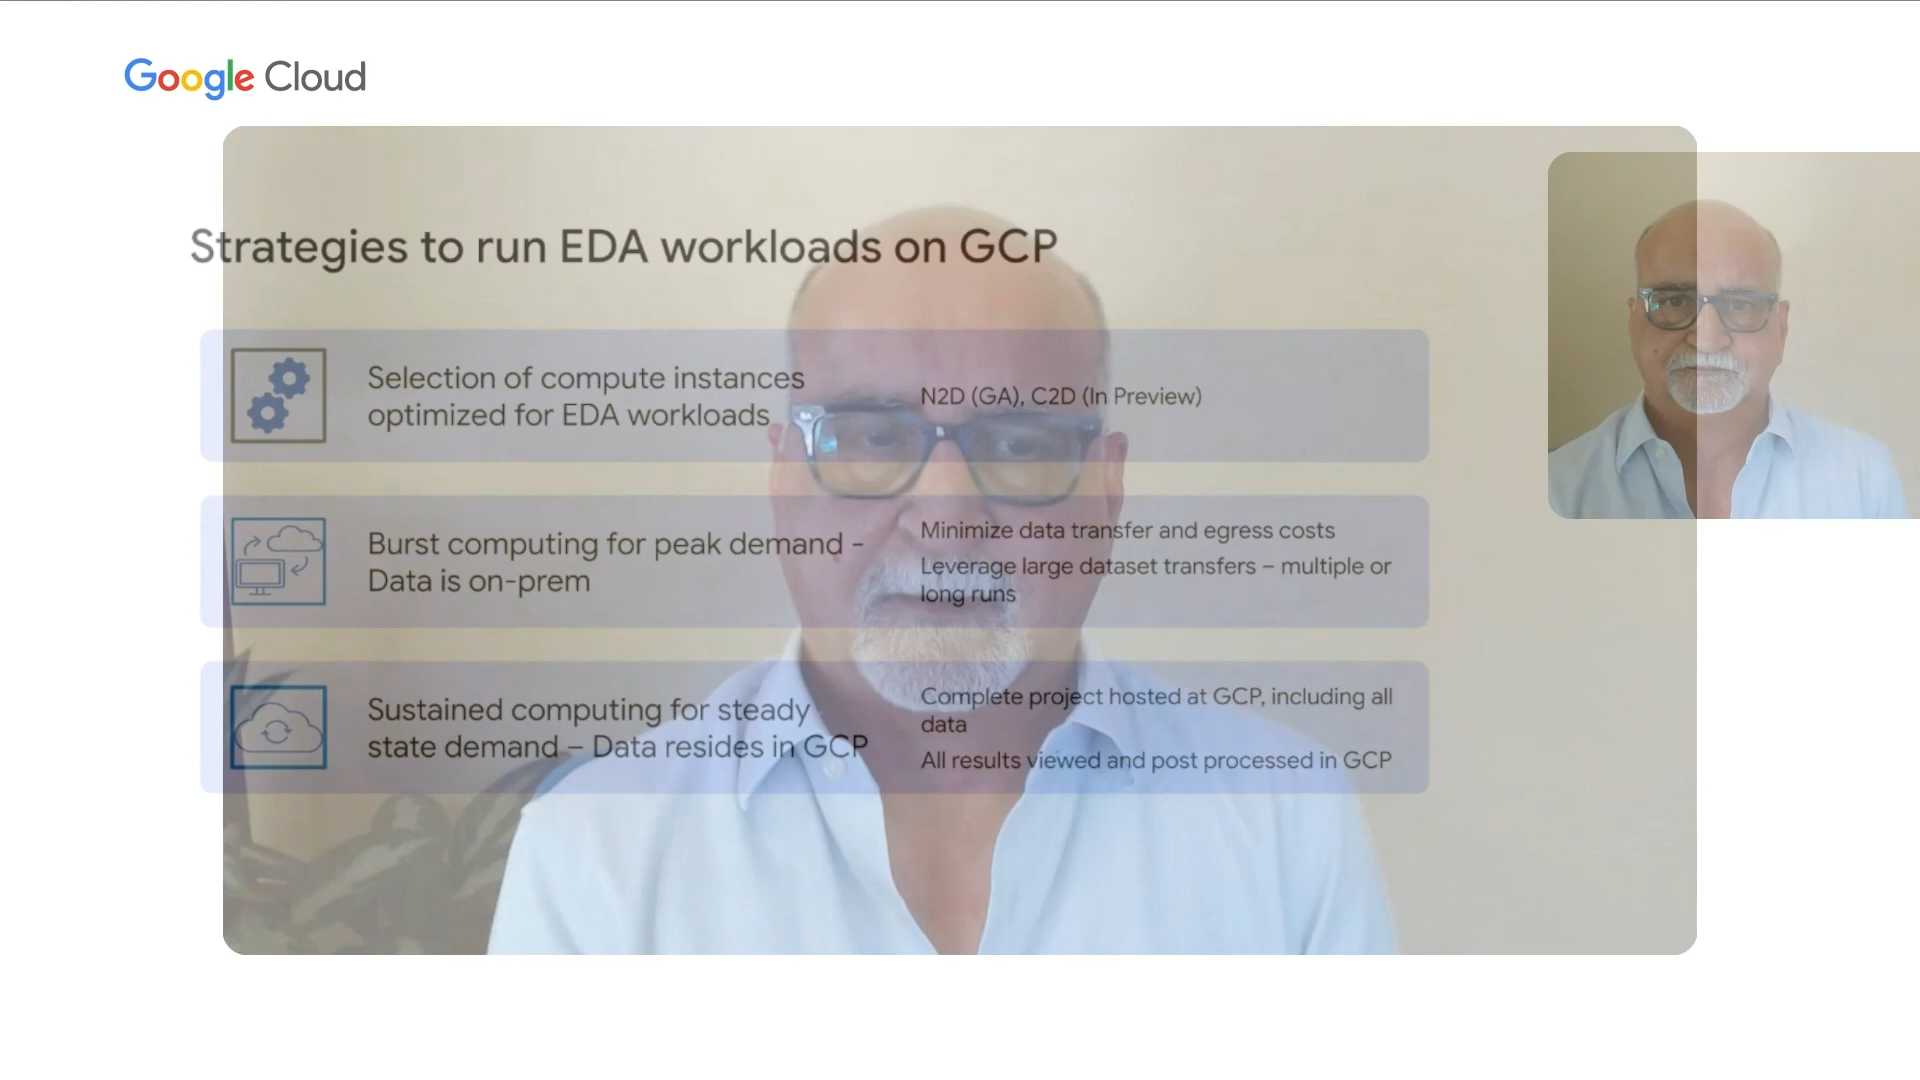 Google Cloud
Strategies to run EDA workloads on GCP
Selection of compute instances
optimized for EDA workloads
N2D (GA), C2D (In Preview)
Burst computing for peak demand -
Data is on-prem
Minimize data transfer and egress costs
Leverage large dataset transfers – multiple or
long runs
Sustained computing for steady
state demand – Data resides in GCP
Complete project hosted at GCP, including all
data
All results viewed and post processed in GCP